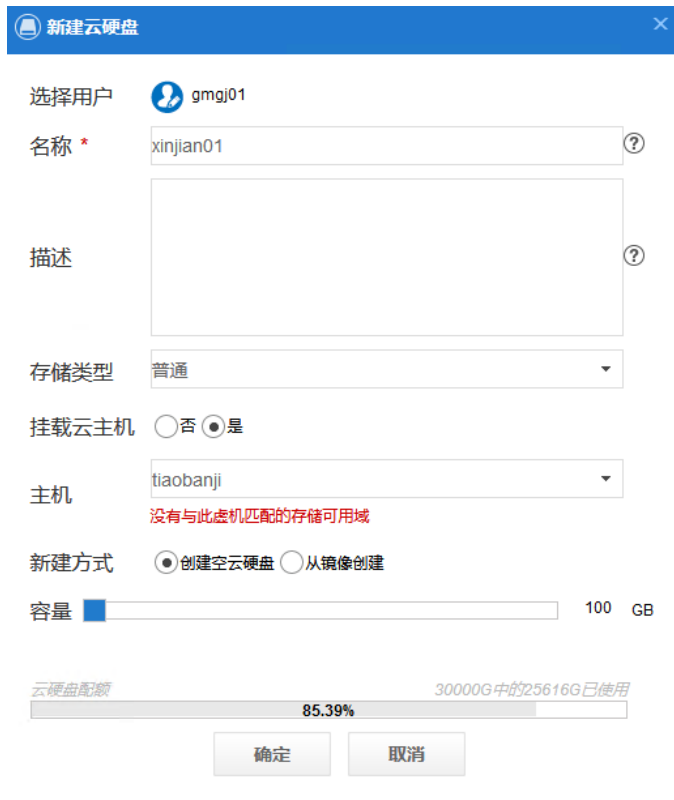 新建云硬盘
选择用户 gmgj01
名称 * xinjian01
描述
存储类型 普通
挂载云主机 否 是
主机 tiaobanji
没有与此虚机匹配的存储可用域
新建方式 创建空云硬盘 从镜像创建
容量 100 GB
云硬盘配额 30000G中的25616G已使用
85.39%
确定 取消